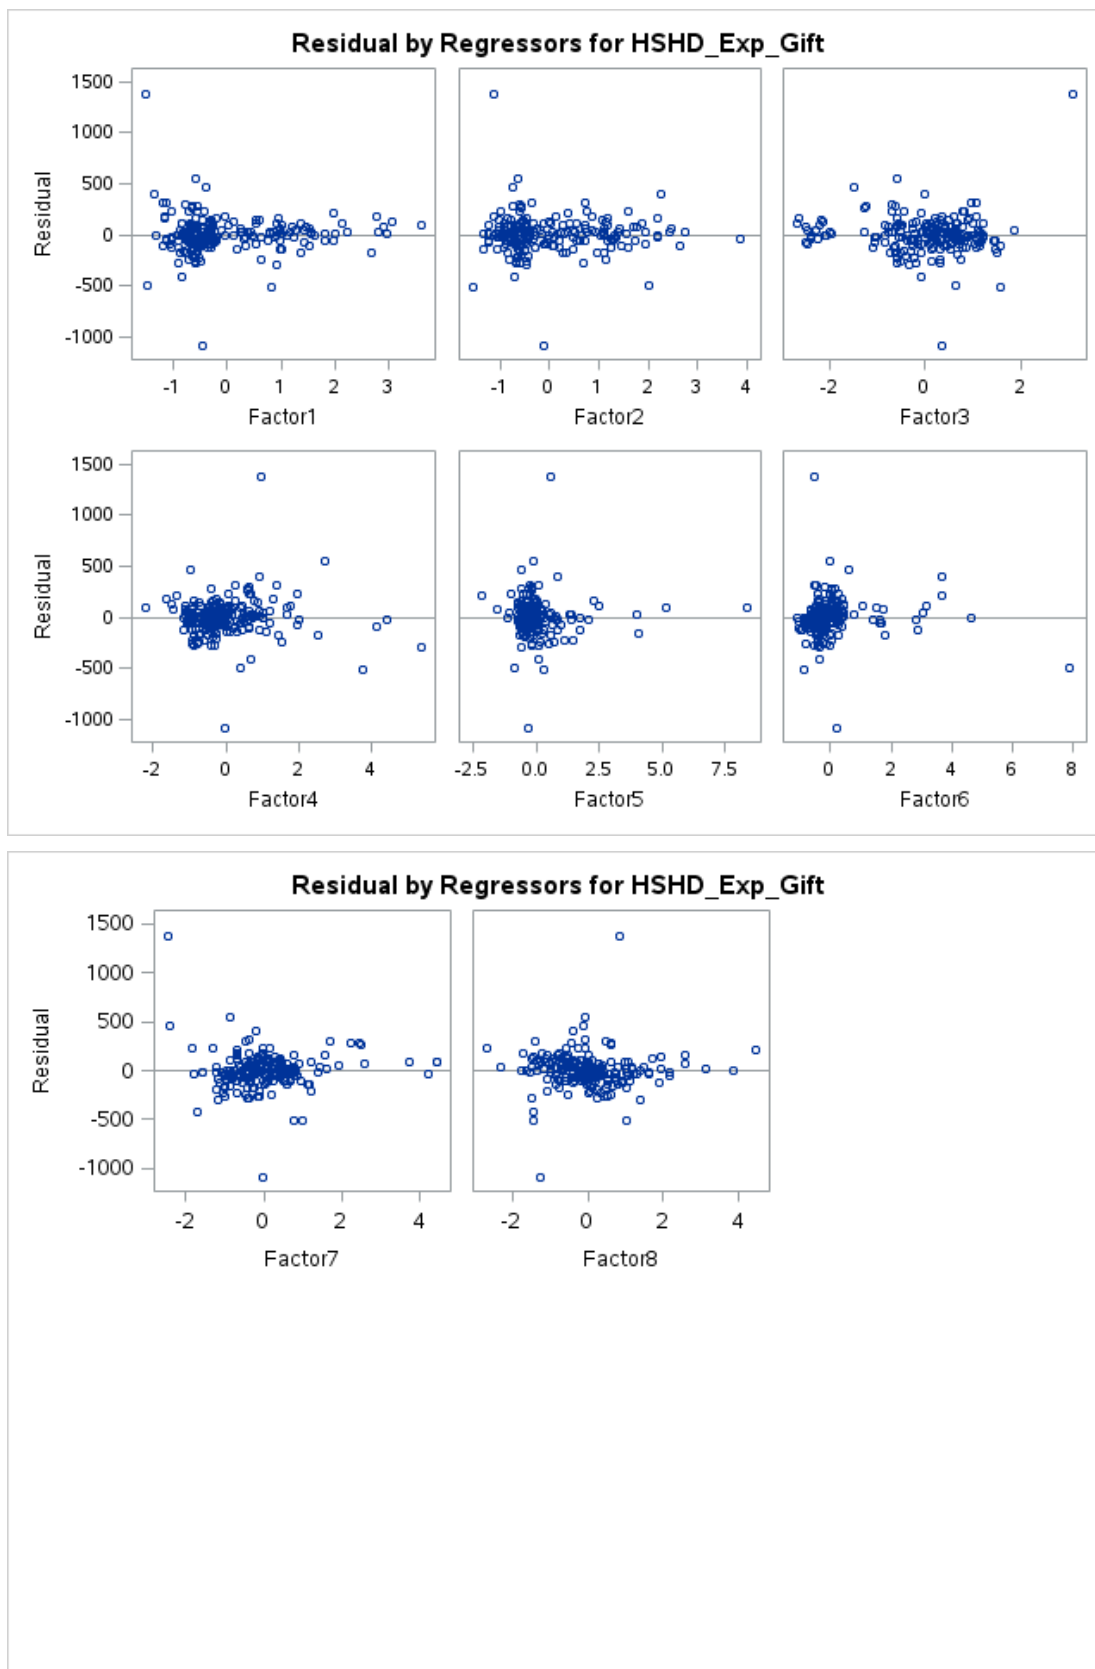 Residual by Regressors for HSHD_Exp_Gift
1500
1000
500
0
-500
-1000
Residual
-1 0 1 2 3
Factor1
-1 0 1 2 3 4
Factor2
-2 0 2
Factor3
1500
1000
500
0
-500
-1000
Residual
-2 0 2 4
Factor4
-2.5 0.0 2.5 5.0 7.5
Factor5
0 2 4 6 8
Factor6
Residual by Regressors for HSHD_Exp_Gift
1500
1000
500
0
-500
-1000
Residual
-2 0 2 4
Factor7
-2 0 2 4
Factor8